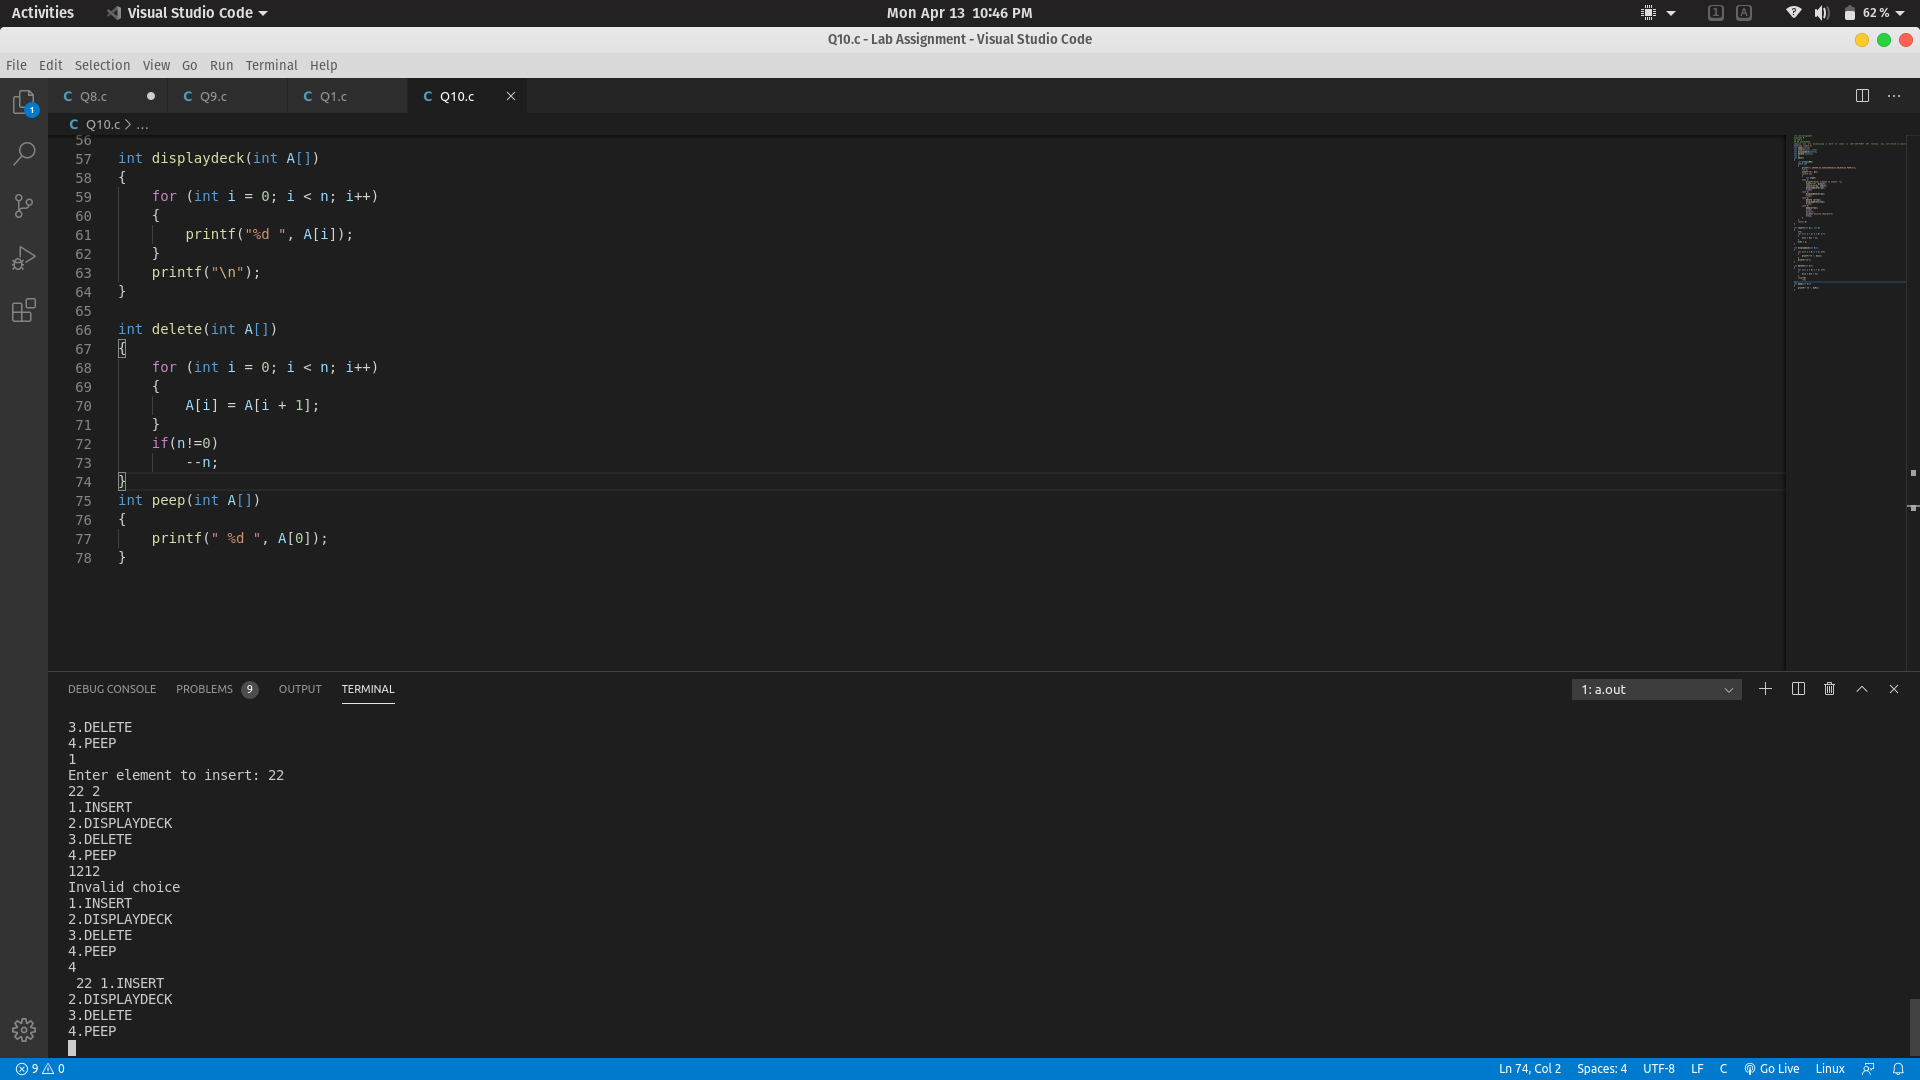 Activities Visual Studio Code Mon Apr 13 10:46 PM 1 A 62 %
Q10.c - Lab Assignment - Visual Studio Code
File Edit Selection View Go Run Terminal Help
1
C Q8.c C Q9.c C Q1.c C Q10.c
C Q10.c > ...
56
57 int displaydeck(int A[])
58 {
59 for (int i = 0; i < n; i++)
60 {
61 printf("%d ", A[i]);
62 }
63 printf("\n");
64 }
65
66 int delete(int A[])
67 {
68 for (int i = 0; i < n; i++)
69 {
70 A[i] = A[i + 1];
71 }
72 if(n!=0)
73 --n;
74 }
75 int peep(int A[])
76 {
77 printf(" %d ", A[0]);
78 }
DEBUG CONSOLE PROBLEMS 9 OUTPUT TERMINAL 1: a.out
3.DELETE
4.PEEP
1
Enter element to insert: 22
22 2
1.INSERT
2.DISPLAYDECK
3.DELETE
4.PEEP
1212
Invalid choice
1.INSERT
2.DISPLAYDECK
3.DELETE
4.PEEP
4
22 1.INSERT
2.DISPLAYDECK
3.DELETE
4.PEEP
9 0 Ln 74, Col 2 Spaces: 4 UTF-8 LF C Go Live Linux